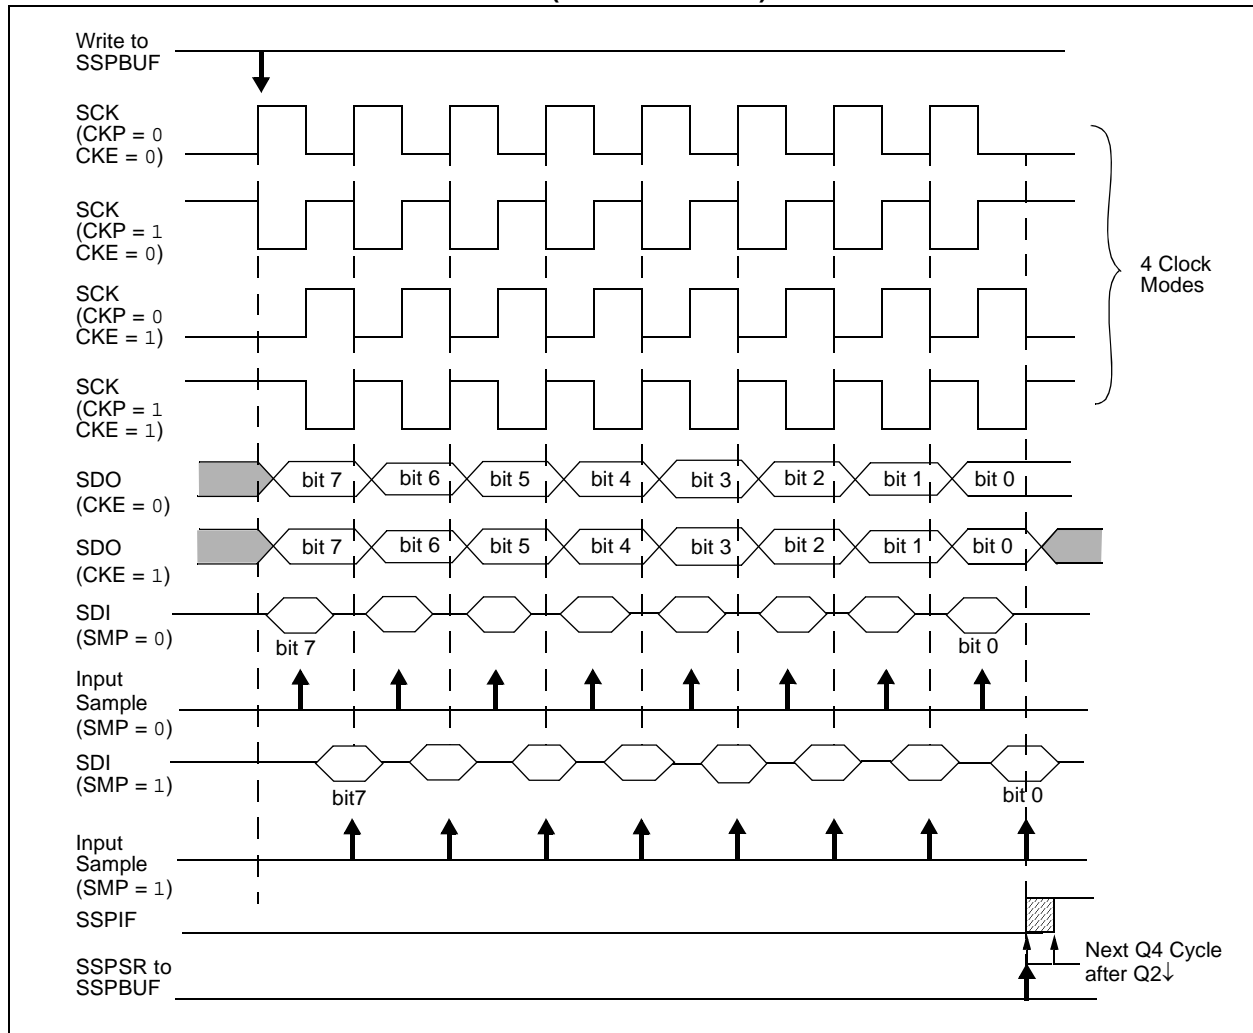 Write to
SSPBUF
SCK
(CKP = 0
CKE = 0)
SCK
(CKP = 1
CKE = 0)
4 Clock
Modes
SCK
(CKP = 0
CKE = 1)
SCK
(CKP = 1
CKE = 1)
SDO
(CKE = 0)
bit 7 bit 6 bit 5 bit 4 bit 3 bit 2 bit 1 bit 0
SDO
(CKE = 1)
bit 7 bit 6 bit 5 bit 4 bit 3 bit 2 bit 1 bit 0
SDI
(SMP = 0)
bit 7 bit 0
Input
Sample
(SMP = 0)
SDI
(SMP = 1)
bit7 bit 0
Input
Sample
(SMP = 1)
SSPIF
Next Q4 Cycle
after Q2↓
SSPSR to
SSPBUF